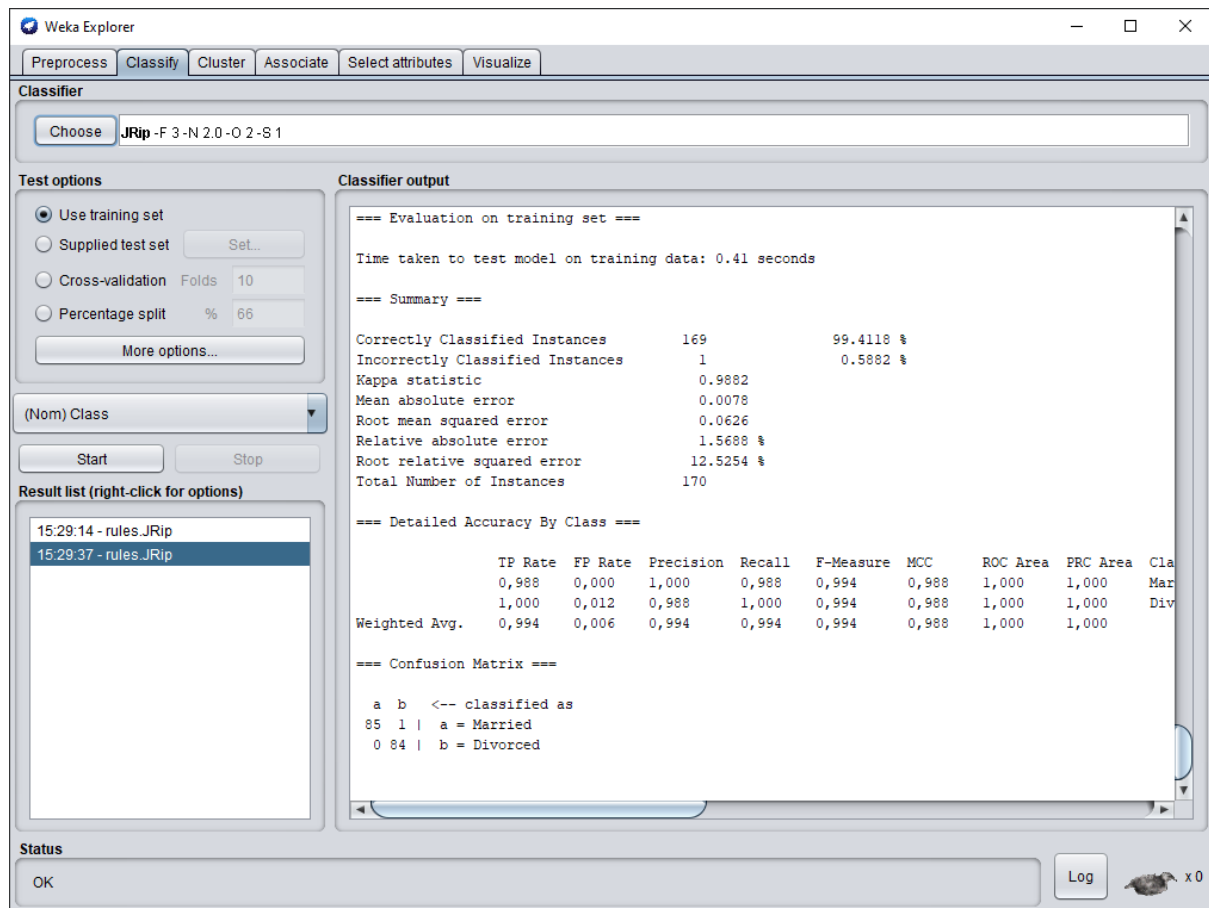 Weka Explorer
Preprocess Classify Cluster Associate Select attributes Visualize
Classifier
Choose JRip -F 3 -N 2.0 -O 2 -S 1
Test options
Use training set
Supplied test set Set...
Cross-validation Folds 10
Percentage split % 66
More options...
(Nom) Class
Start Stop
Result list (right-click for options)
15:29:14 - rules.JRip
15:29:37 - rules.JRip
Classifier output
=== Evaluation on training set ===
Time taken to test model on training data: 0.41 seconds
=== Summary ===
Correctly Classified Instances 169 99.4118 %
Incorrectly Classified Instances 1 0.5882 %
Kappa statistic 0.9882
Mean absolute error 0.0078
Root mean squared error 0.0626
Relative absolute error 1.5688 %
Root relative squared error 12.5254 %
Total Number of Instances 170
=== Detailed Accuracy By Class ===
TP Rate FP Rate Precision Recall F-Measure MCC ROC Area PRC Area Cla
0,988 0,000 1,000 0,988 0,994 0,988 1,000 1,000 Mar
1,000 0,012 0,988 1,000 0,994 0,988 1,000 1,000 Div
Weighted Avg. 0,994 0,006 0,994 0,994 0,994 0,988 1,000 1,000
=== Confusion Matrix ===
a b <-- classified as
85 1 | a = Married
0 84 | b = Divorced
Status
OK
Log x 0